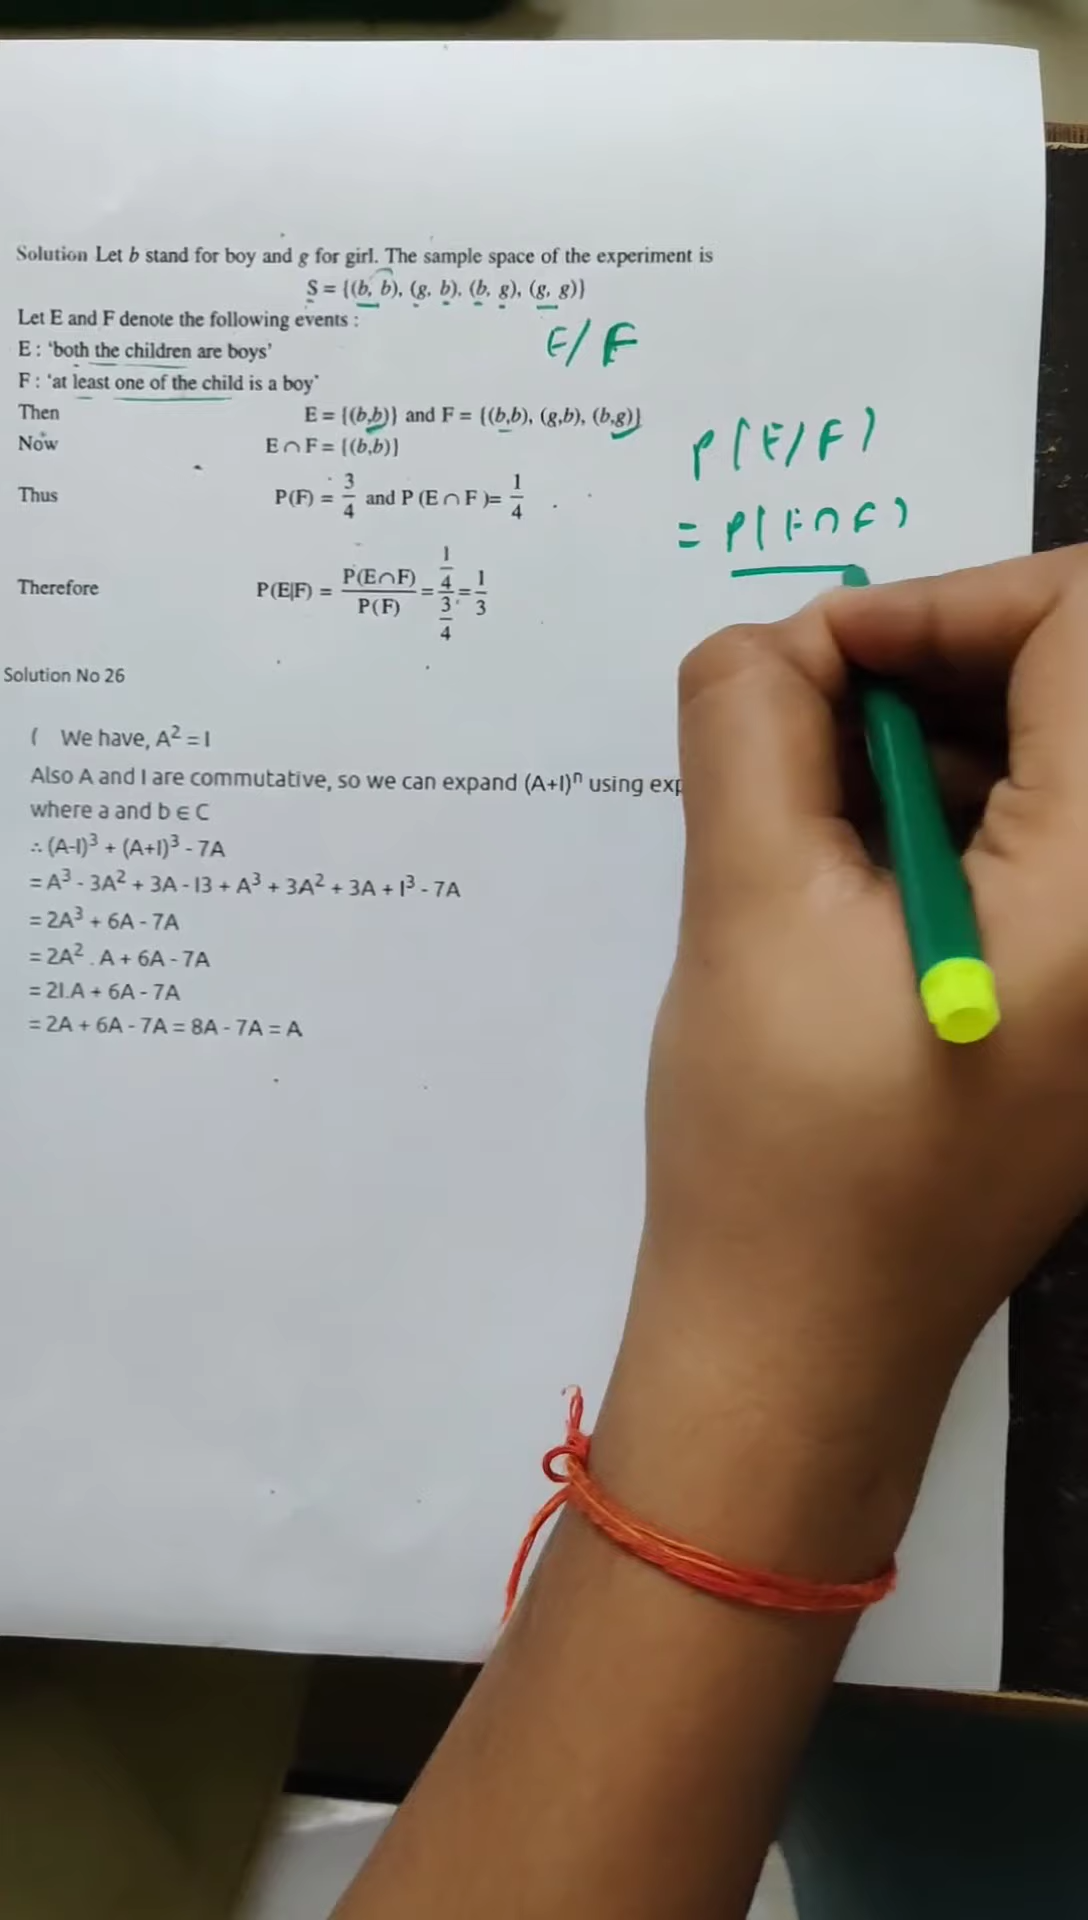 Solution Let b stand for boy and g for girl. The sample space of the experiment is
S = {(b, b), (g, b), (b, g), (g, g)}
Let E and F denote the following events :
E/F
E : 'both the children are boys'
F : 'at least one of the child is a boy'
Then E = {(b,b)} and F = {(b,b), (g,b), (b,g)}
Now E ∩ F = {(b,b)}
P(E/F)
Thus P(F) = 3/4 and P (E ∩ F )= 1/4 .
= P(E∩F)
Therefore P(E|F) = P(E∩F)/P(F) = (1/4)/(3/4) = 1/3
Solution No 26
( We have, A² = I
Also A and I are commutative, so we can expand (A+I)ⁿ using
where a and b ∈ C
∴ (A-I)³ + (A+I)³ - 7A
= A³ - 3A² + 3A - I3 + A³ + 3A² + 3A + I³ - 7A
= 2A³ + 6A - 7A
= 2A² . A + 6A - 7A
= 2I.A + 6A - 7A
= 2A + 6A - 7A = 8A - 7A = A